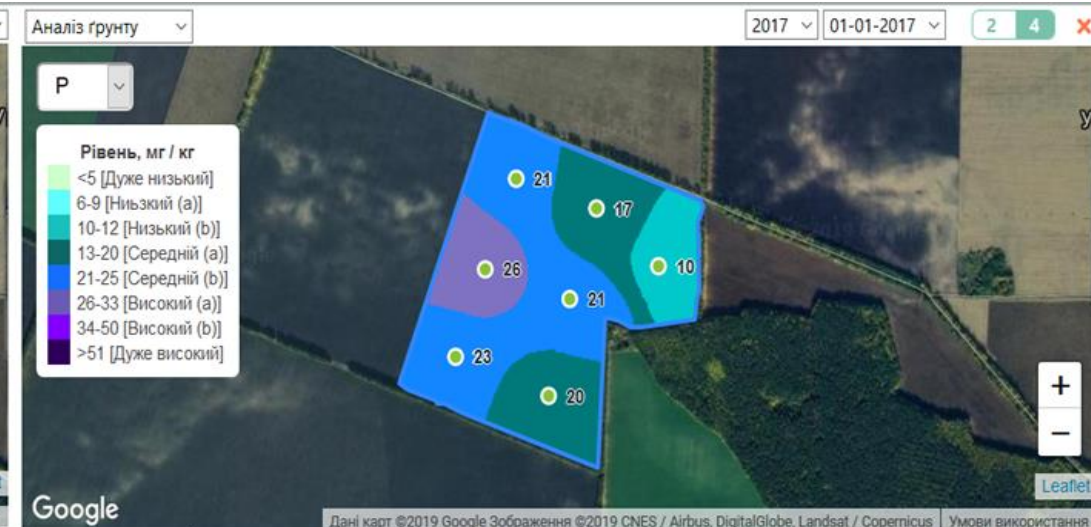 Аналіз ґрунту
2017
01-01-2017
2
4
P
Рівень, мг / кг
<5 [Дуже низький]
6-9 [Ниьзкий (a)]
10-12 [Низький (b)]
13-20 [Середній (a)]
21-25 [Середній (b)]
26-33 [Високий (a)]
34-50 [Високий (b)]
>51 [Дуже високий]
21
17
26
10
21
23
20
+
−
Leaflet
Google
Дані карт ©2019 Google Зображення ©2019 CNES / Airbus, DigitalGlobe, Landsat / Copernicus
Умови використання